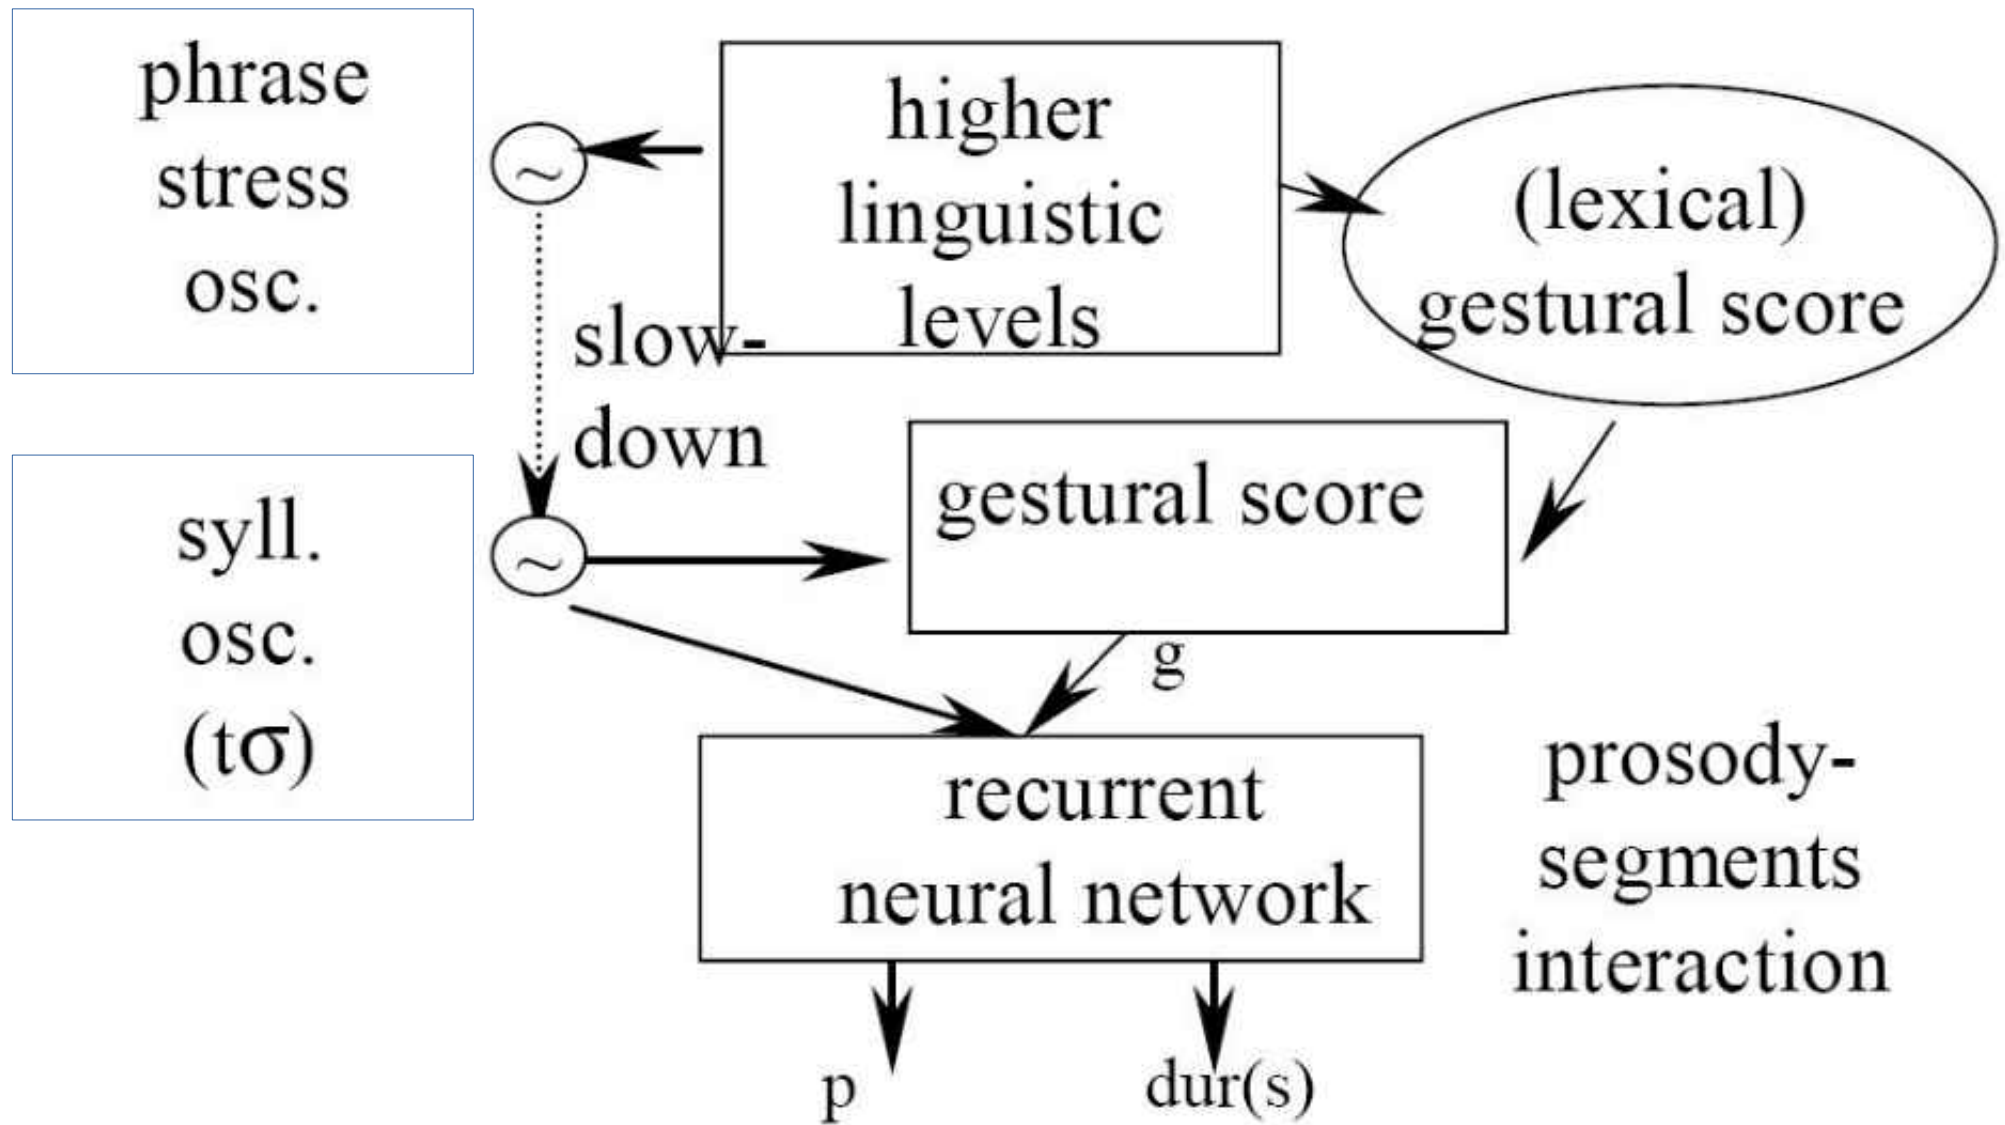 phrase
stress
osc.
~
higher
linguistic
levels
(lexical)
gestural score
slow-
down
syll.
osc.
(tσ)
~
gestural score
g
recurrent
neural network
prosody-
segments
interaction
p
dur(s)